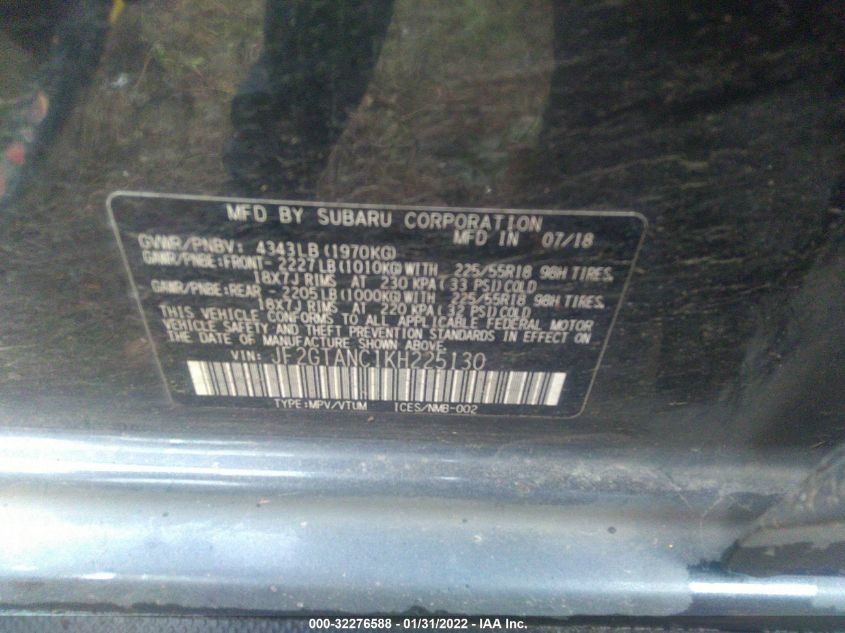 MFD BY SUBARU CORPORATION
GVWR/PNBV: 4343LB(1970KG) MFD IN 07/18
GAWR/PNBE:FRONT- 2227LB(1010KG)WITH 225/55R18 98H TIRES,
18X7J RIMS AT 230 KPA(33 PSI)COLD
GAWR/PNBE:REAR -2205LB(1000KG)WITH 225/55R18 98H TIRES,
18X7J RIMS AT 220 KPA(32 PSI)COLD
THIS VEHICLE CONFORMS TO ALL APPLICABLE FEDERAL MOTOR
VEHICLE SAFETY AND THEFT PREVENTION STANDARDS IN EFFECT ON
THE DATE OF MANUFACTURE SHOWN ABOVE.
VIN: JF2GTANC1KH225130
TYPE:MPV/VTUM ICES/NMB-002
000-32276588 - 01/31/2022 - IAA Inc.